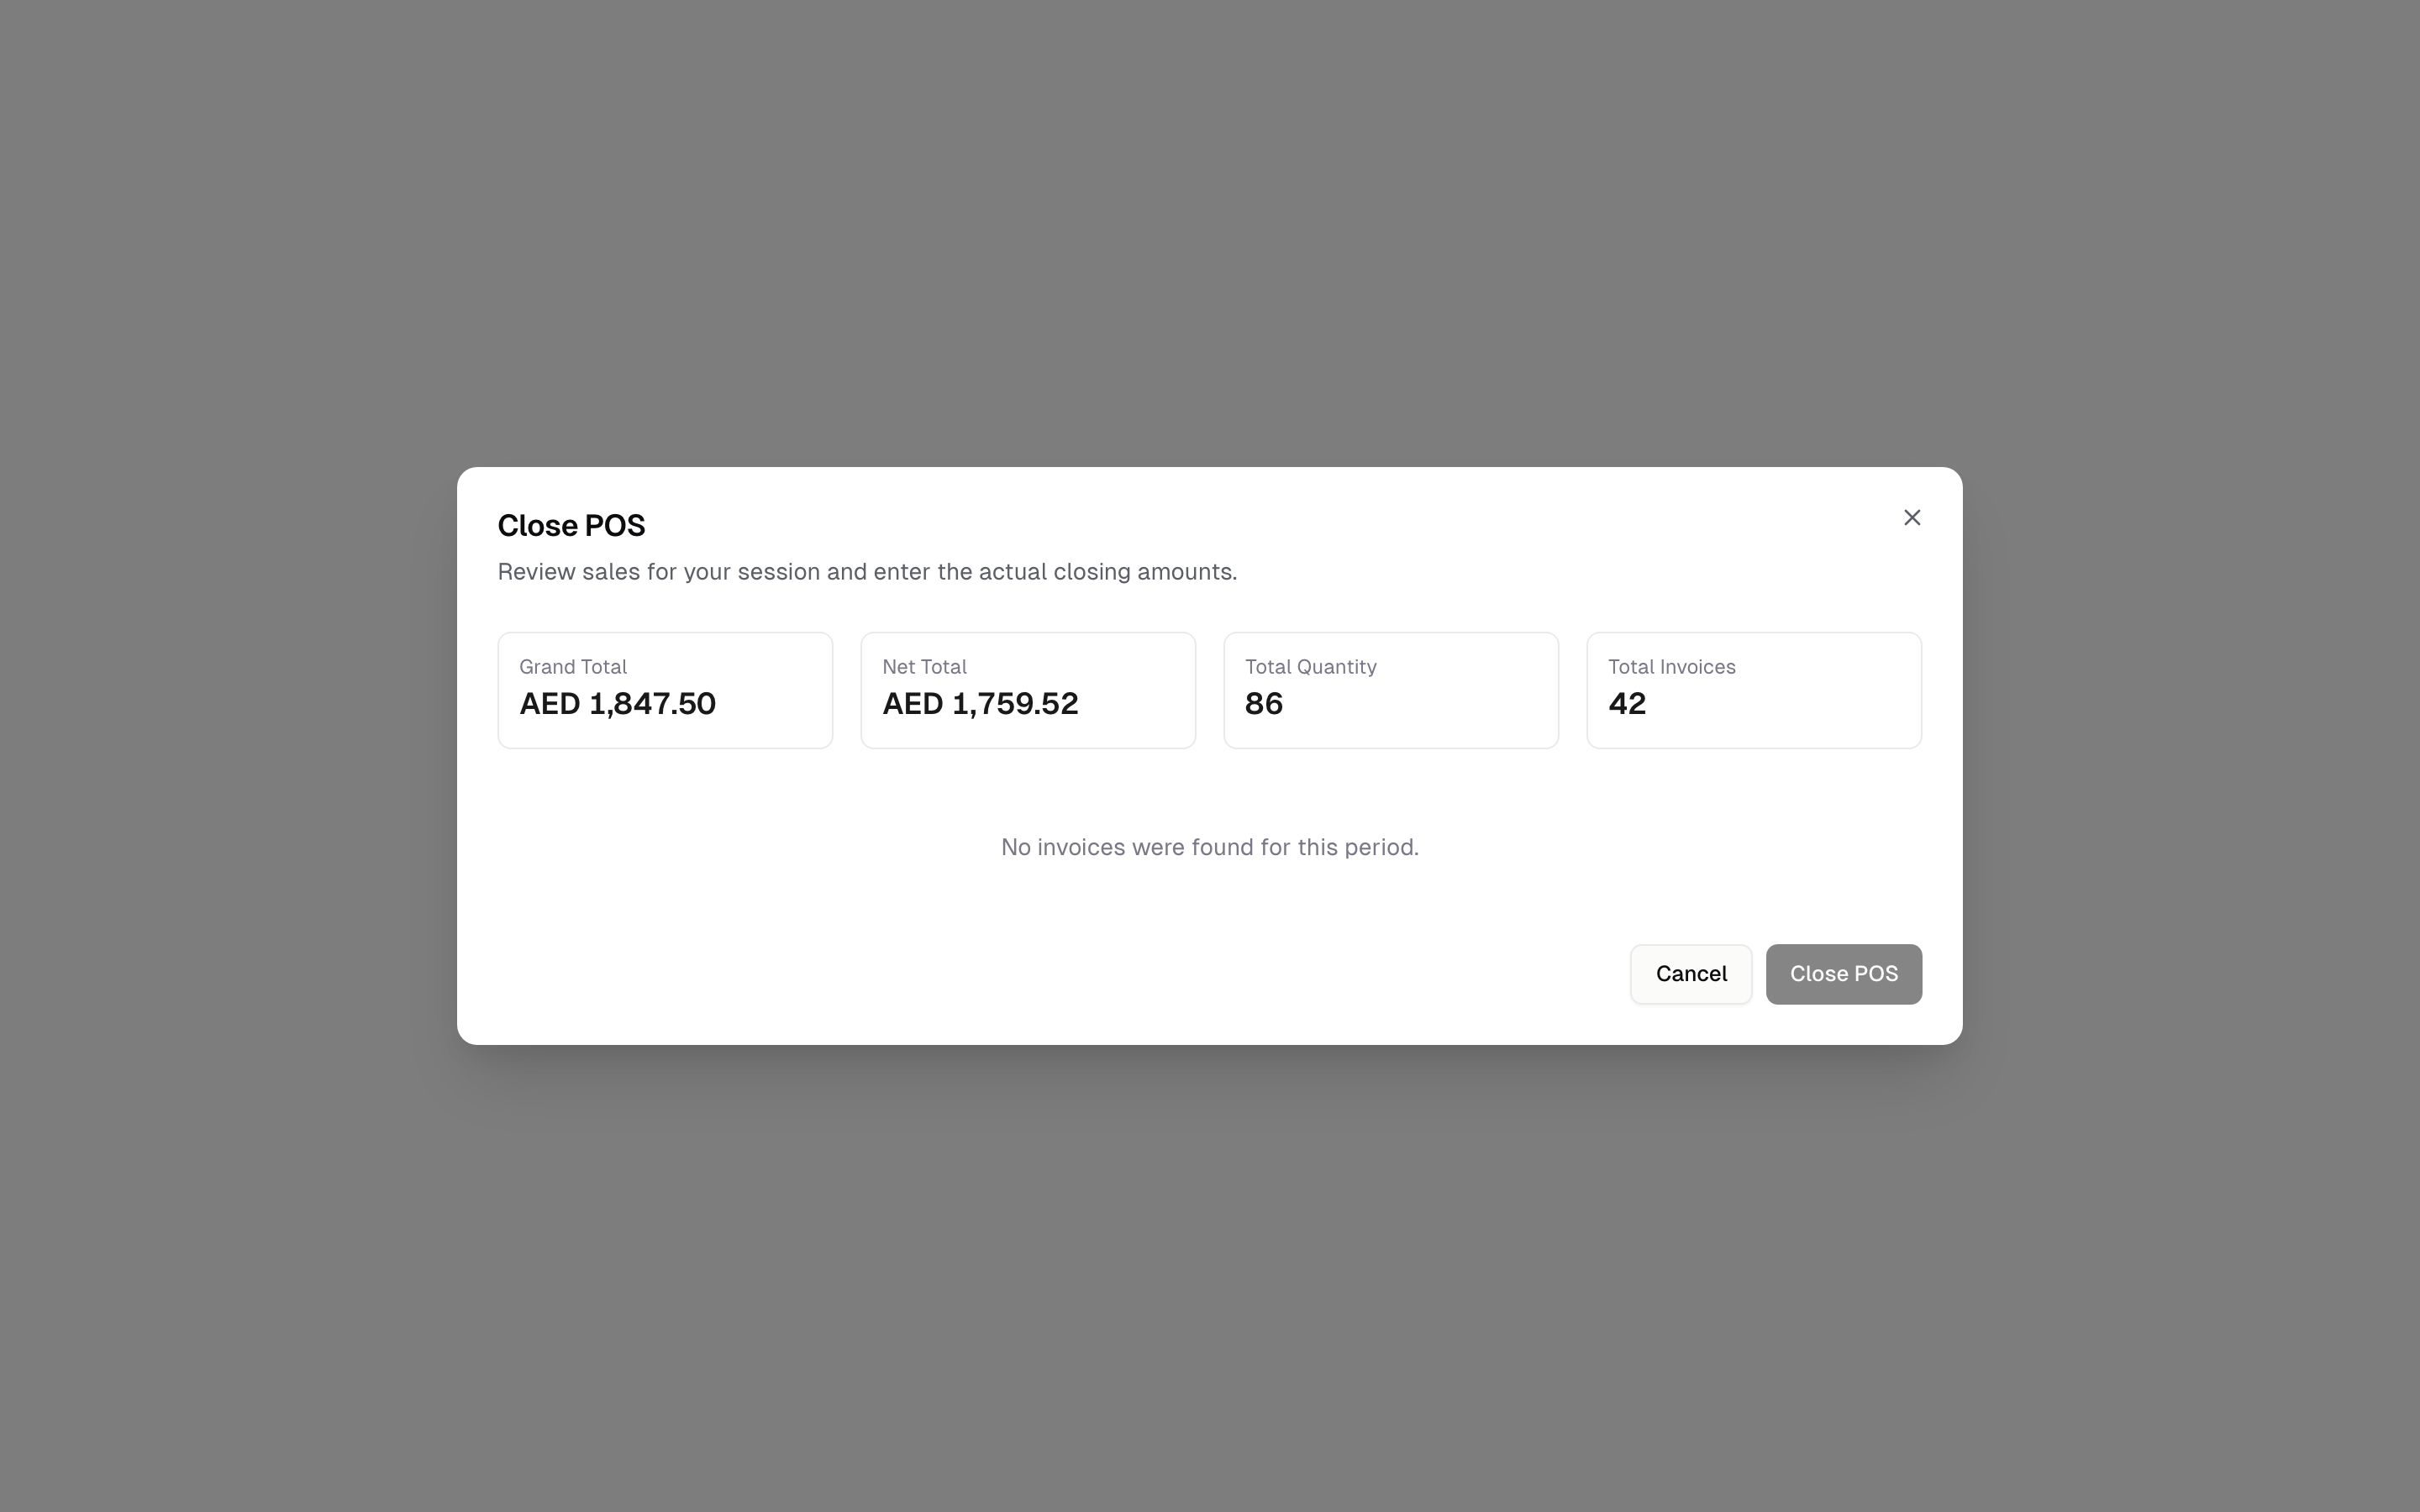 Close POS
Review sales for your session and enter the actual closing amounts.
Grand Total
AED 1,847.50
Net Total
AED 1,759.52
Total Quantity
86
Total Invoices
42
No invoices were found for this period.
Cancel
Close POS